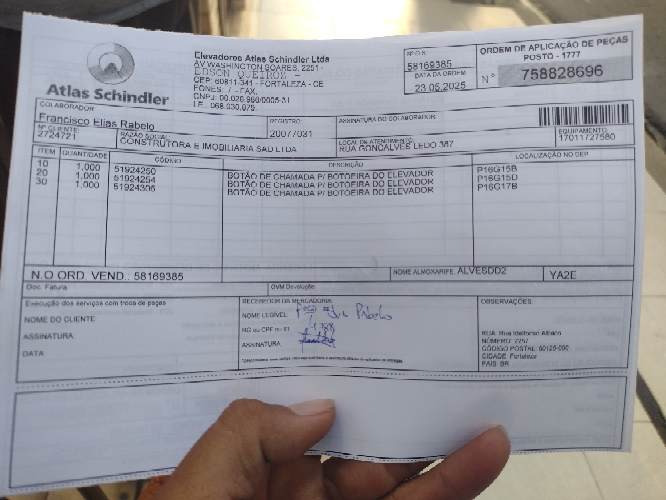 Atlas Schindler
Elevadores Atlas Schindler Ltda
AV WASHINGTON SOARES, 2251 -
EDSON QUEIROZ -
CEP: 60811-341 - FORTALEZA - CE
FONES: / - FAX.
CNPJ: 00.028.986/0005-31
I.E.: 068.030.679.
Nº O.S.
58169385
DATA DA ORDEM
23.05.2025
ORDEM DE APLICAÇÃO DE PEÇAS
POSTO - 1777
Nº 758828696
COLABORADOR
Francisco Elias Rabelo
REGISTRO:
20077031
ASSINATURA DO COLABORADOR:
Nº CLIENTE:
2724721
RAZÃO SOCIAL:
CONSTRUTORA E IMOBILIARIA SAD LTDA
LOCAL DE ATENDIMENTO:
RUA GONCALVES LEDO 387
EQUIPAMENTO:
17011727580
ITEM QUANTIDADE CÓDIGO DESCRIÇÃO LOCALIZAÇÃO NO DEP.
10 1,000 51924250 BOTÃO DE CHAMADA P/ BOTOEIRA DO ELEVADOR P16G15B
20 1,000 51924254 BOTÃO DE CHAMADA P/ BOTOEIRA DO ELEVADOR P16G15D
30 1,000 51924306 BOTÃO DE CHAMADA P/ BOTOEIRA DO ELEVADOR P16G17B
N.O ORD. VEND.: 58169385
NOME ALMOXARIFE: ALVESDD2
YA2E
Doc. Fatura
OVM Devolução:
Execução dos serviços com troca de peças
NOME DO CLIENTE
ASSINATURA
DATA
RECEBEDOR DA MERCADORIA:
NOME LEGÍVEL
RG ou CPF ou
ASSINATURA
OBSERVAÇÕES:
RUA: Rua Ildefonso Albano
NÚMERO: 2257
CÓDIGO POSTAL: 60125-090
CIDADE: Fortaleza
PAÍS: BR